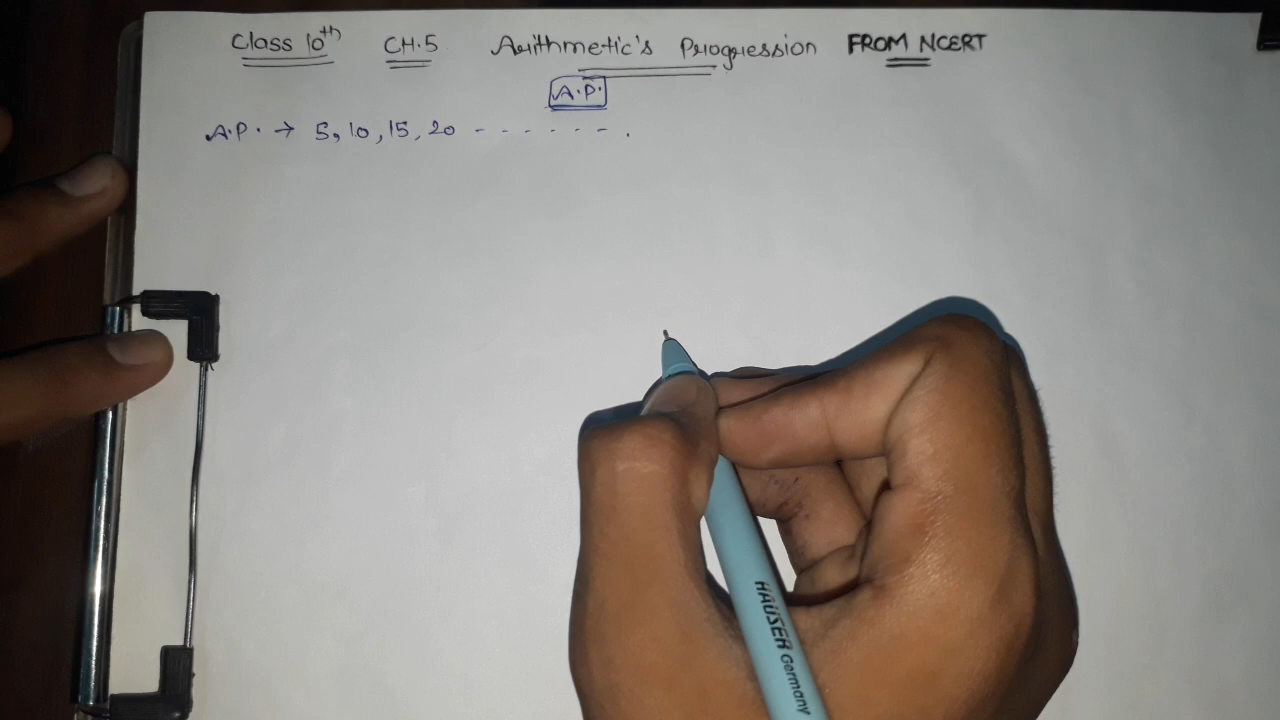 Class 10th CH.5 Arithmetic's Progression FROM NCERT
A.P.
A.P. → 5, 10, 15, 20 - - - - - - .
HAUSER Germany